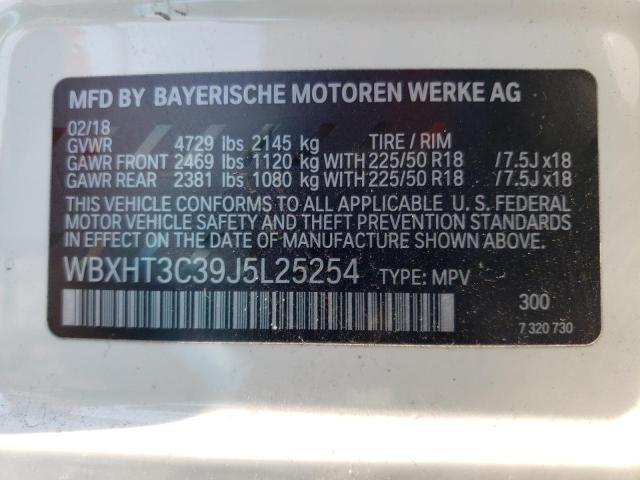 MFD BY BAYERISCHE MOTOREN WERKE AG
02/18
GVWR 4729 lbs 2145 kg TIRE / RIM
GAWR FRONT 2469 lbs 1120 kg WITH 225/50 R18 / 7.5J x 18
GAWR REAR 2381 lbs 1080 kg WITH 225/50 R18 / 7.5J x 18
THIS VEHICLE CONFORMS TO ALL APPLICABLE U. S. FEDERAL
MOTOR VEHICLE SAFETY AND THEFT PREVENTION STANDARDS
IN EFFECT ON THE DATE OF MANUFACTURE SHOWN ABOVE.
WBXHT3C39J5L25254 TYPE: MPV
300
7 320 730